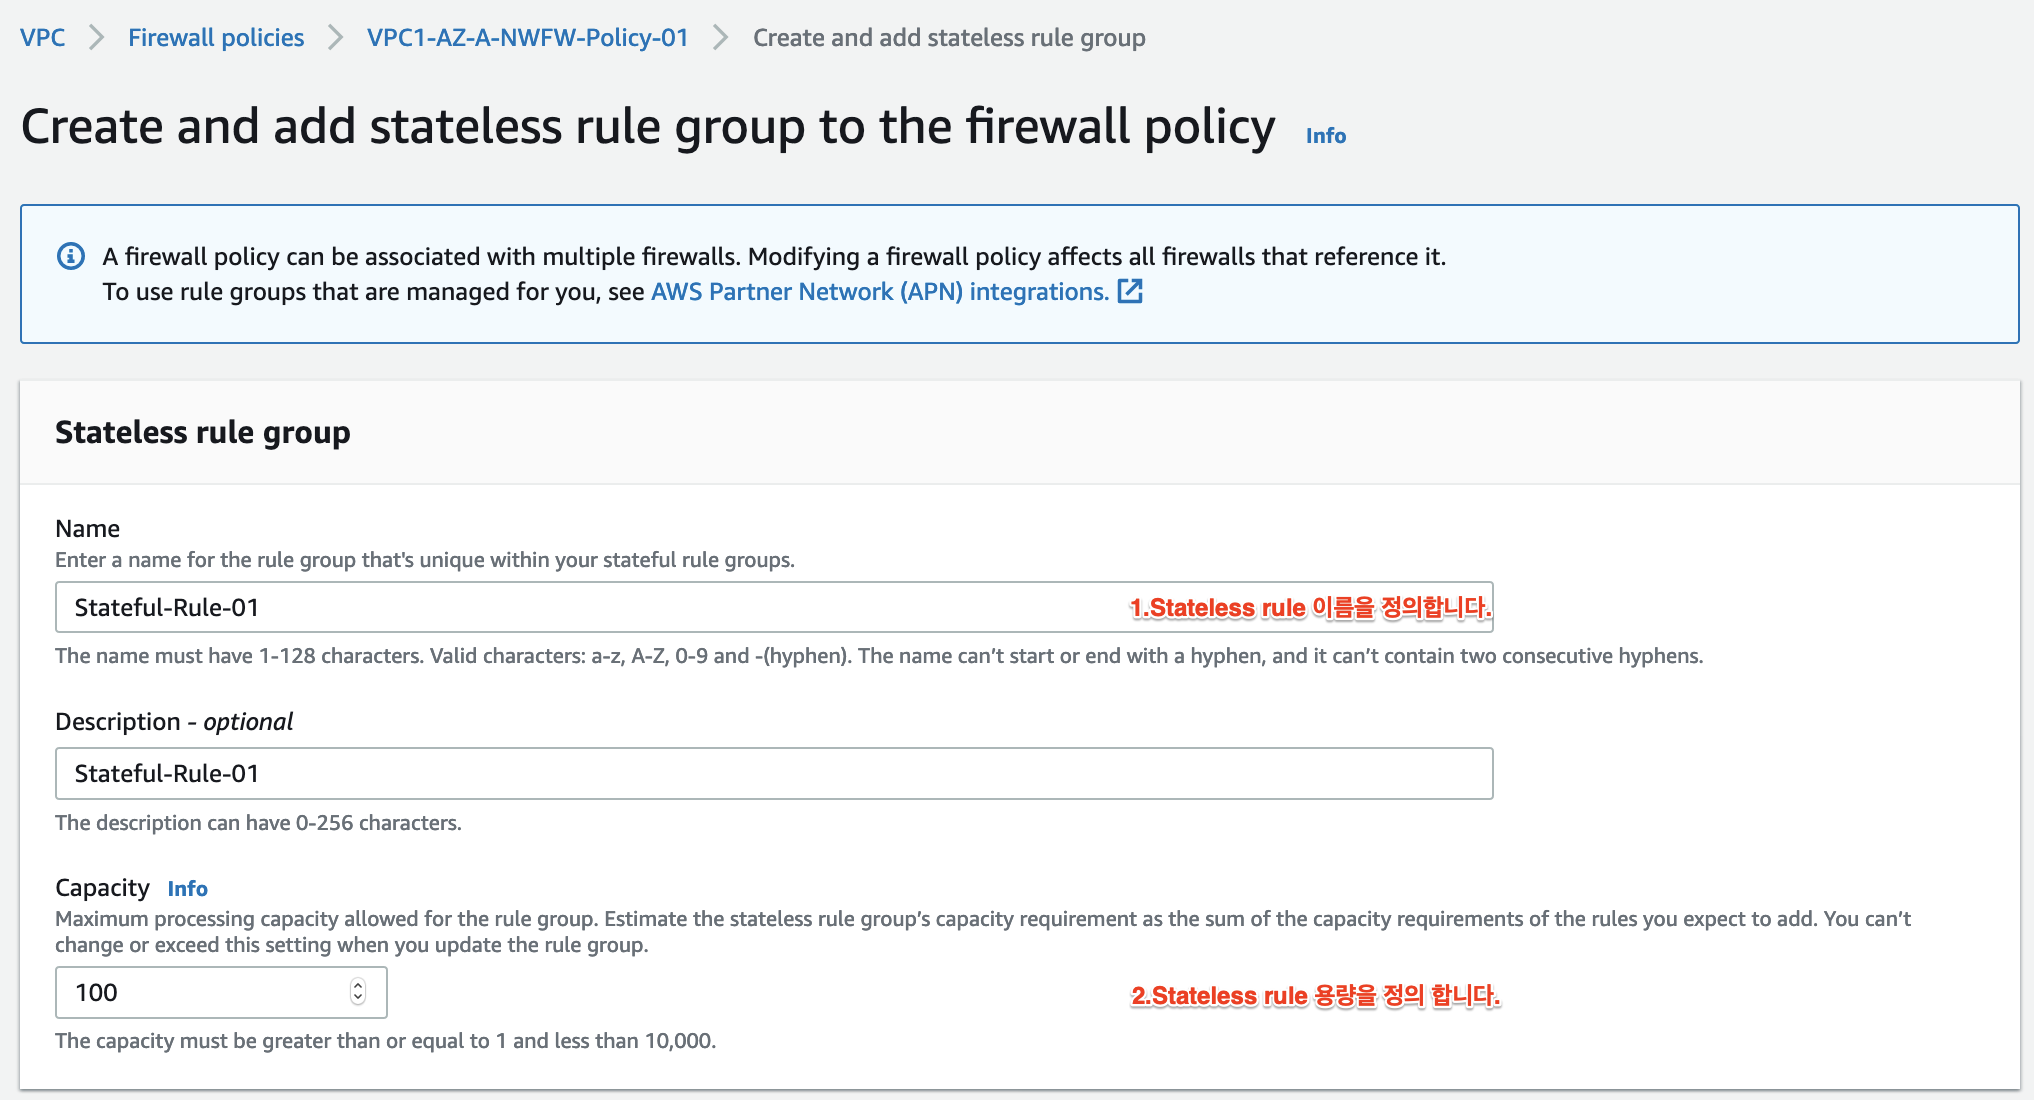 VPC > Firewall policies > VPC1-AZ-A-NWFW-Policy-01 > Create and add stateless rule group
Create and add stateless rule group to the firewall policy Info
A firewall policy can be associated with multiple firewalls. Modifying a firewall policy affects all firewalls that reference it.
To use rule groups that are managed for you, see AWS Partner Network (APN) integrations.
Stateless rule group
Name
Enter a name for the rule group that's unique within your stateful rule groups.
Stateful-Rule-01 1.Stateless rule 이름을 정의합니다.
The name must have 1-128 characters. Valid characters: a-z, A-Z, 0-9 and -(hyphen). The name can’t start or end with a hyphen, and it can’t contain two consecutive hyphens.
Description - optional
Stateful-Rule-01
The description can have 0-256 characters.
Capacity Info
Maximum processing capacity allowed for the rule group. Estimate the stateless rule group’s capacity requirement as the sum of the capacity requirements of the rules you expect to add. You can’t
change or exceed this setting when you update the rule group.
100 2.Stateless rule 용량을 정의 합니다.
The capacity must be greater than or equal to 1 and less than 10,000.